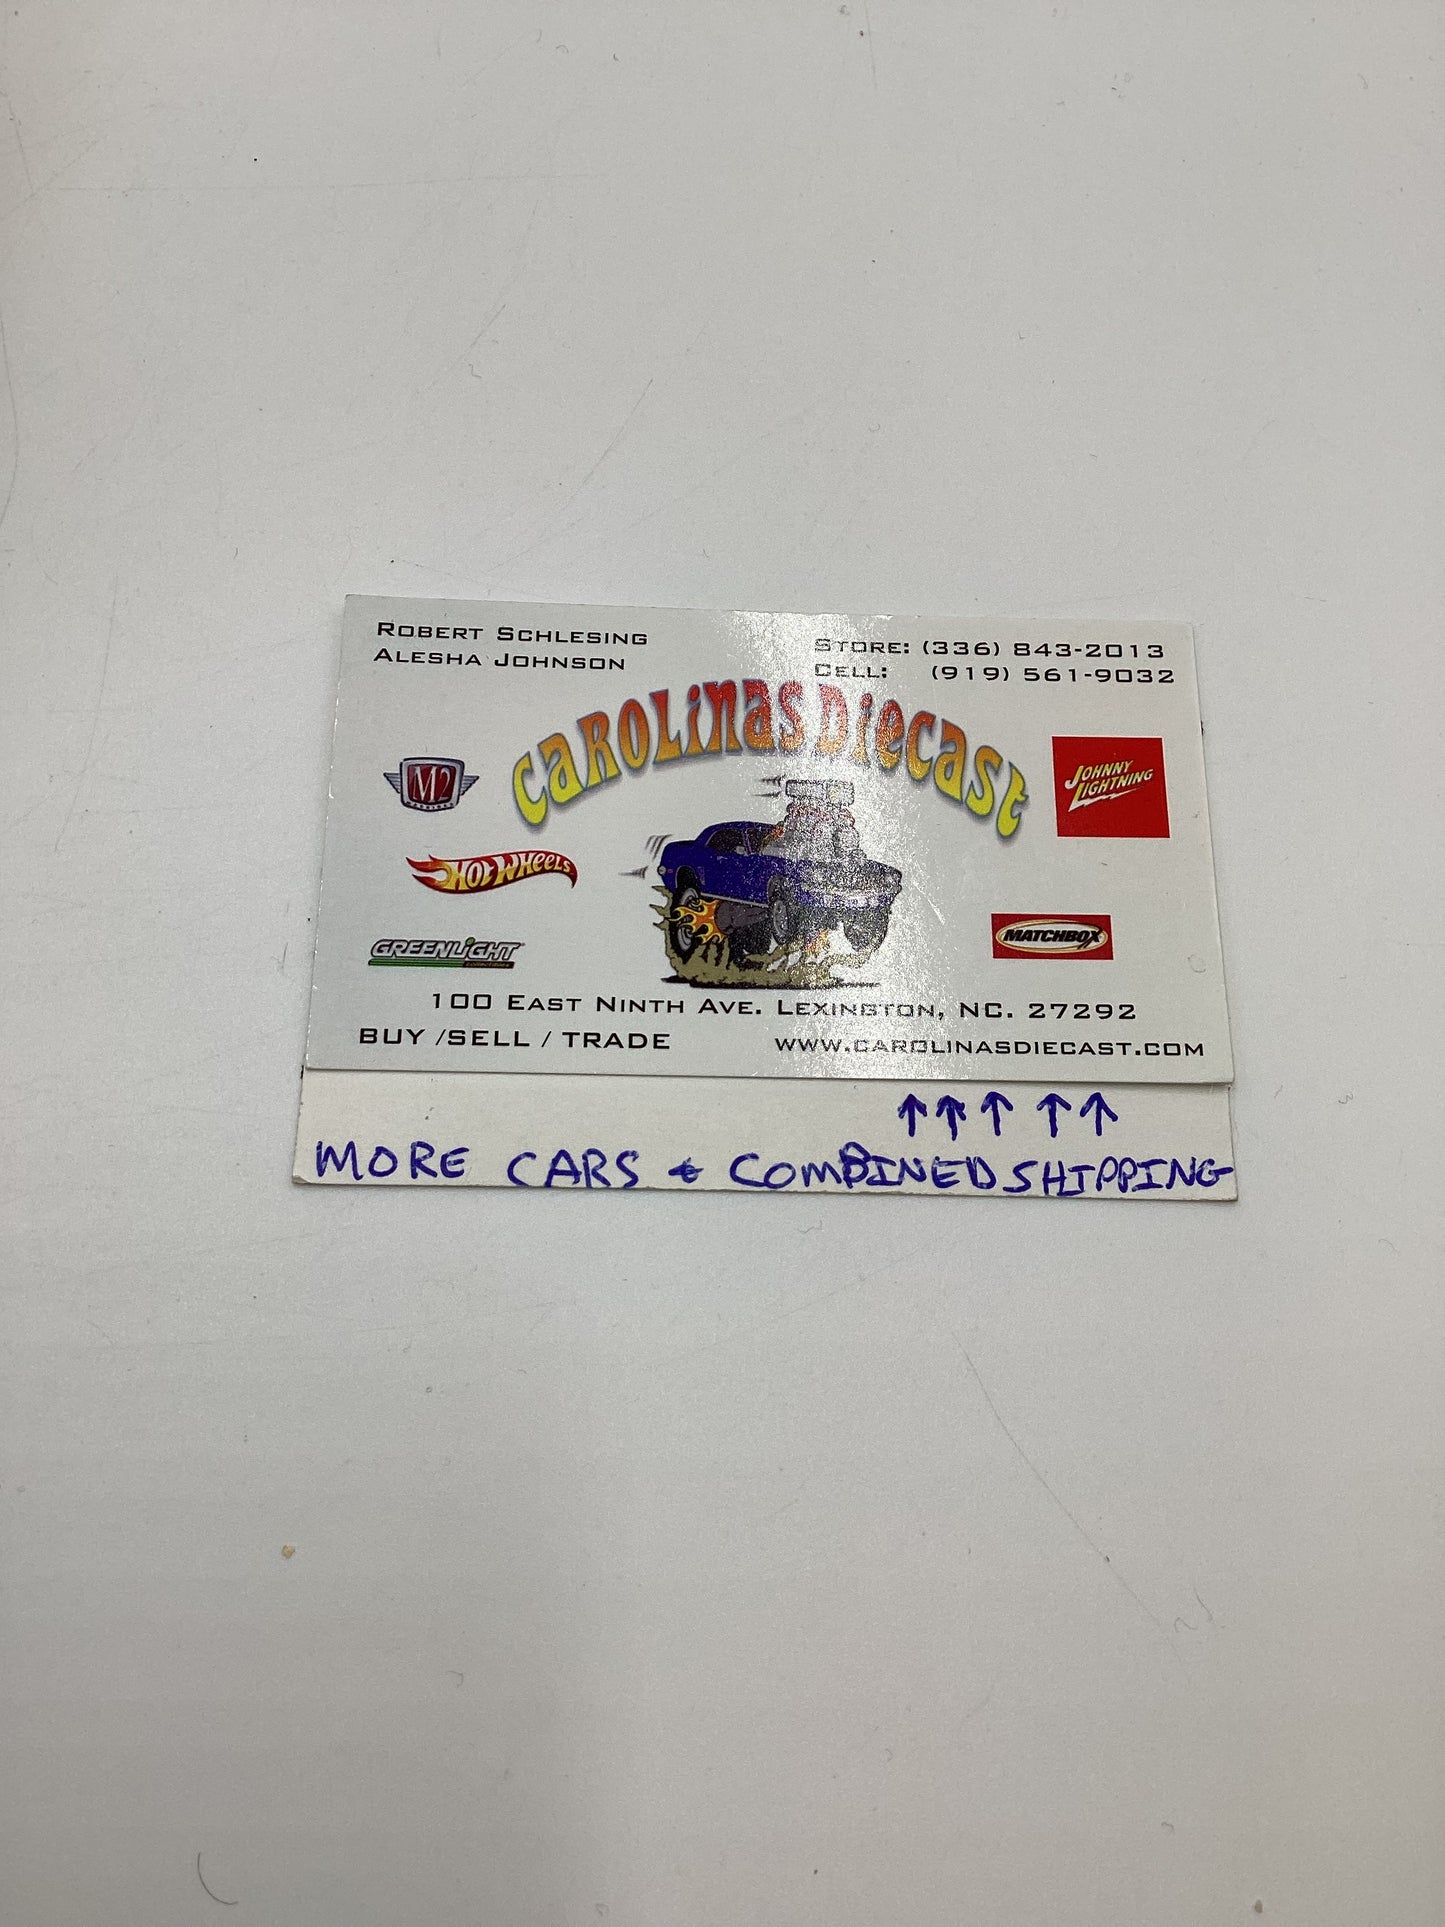 ROBERT SCHLESING
ALESHA JOHNSON
STORE: (336) 843-2013
CELL: (919) 561-9032
CAROLINAS DIECAST
M2
JOHNNY LIGHTNING
HOT WHEELS
GREENLIGHT
MATCHBOX
100 EAST NINTH AVE. LEXINGTON, NC. 27292
BUY /SELL / TRADE
WWW.CAROLINASDIECAST.COM
↑↑↑ ↑↑
MORE CARS & COMBINED SHIPPING